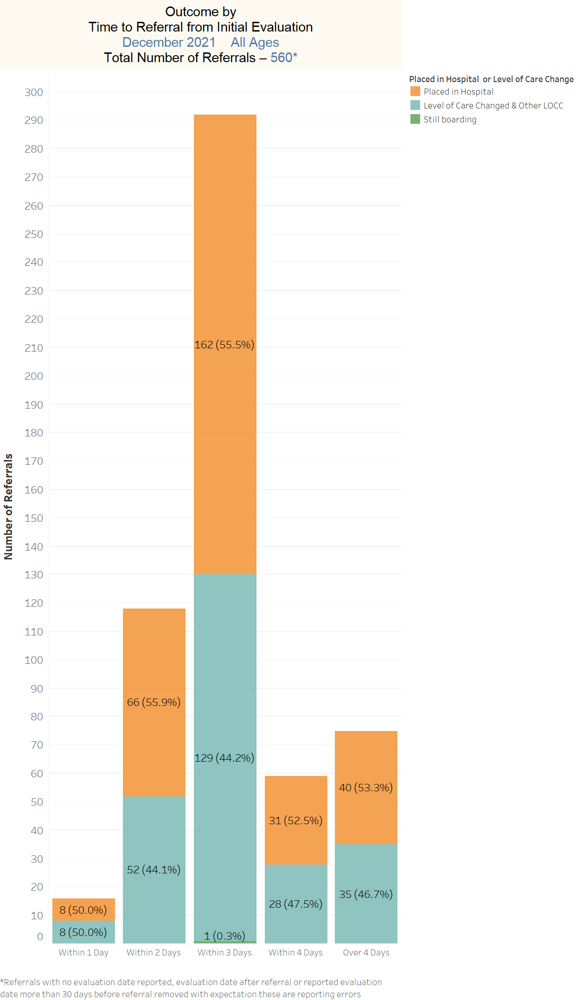 Outcome by
Time to Referral from Initial Evaluation
December 2021 All Ages
Total Number of Referrals – 560*
Placed in Hospital or Level of Care Change
Placed in Hospital
Level of Care Changed & Other LOCC
Still boarding
Number of Referrals
300
290
280
270
260
250
240
230
220
210
200
190
180
170
160
150
140
130
120
110
100
90
80
70
60
50
40
30
20
10
0
8 (50.0%)
8 (50.0%)
66 (55.9%)
52 (44.1%)
162 (55.5%)
129 (44.2%)
1 (0.3%)
31 (52.5%)
28 (47.5%)
40 (53.3%)
35 (46.7%)
Within 1 Day
Within 2 Days
Within 3 Days
Within 4 Days
Over 4 Days
*Referrals with no evaluation date reported, evaluation date after referral or reported evaluation
date more than 30 days before referral removed with expectation these are reporting errors